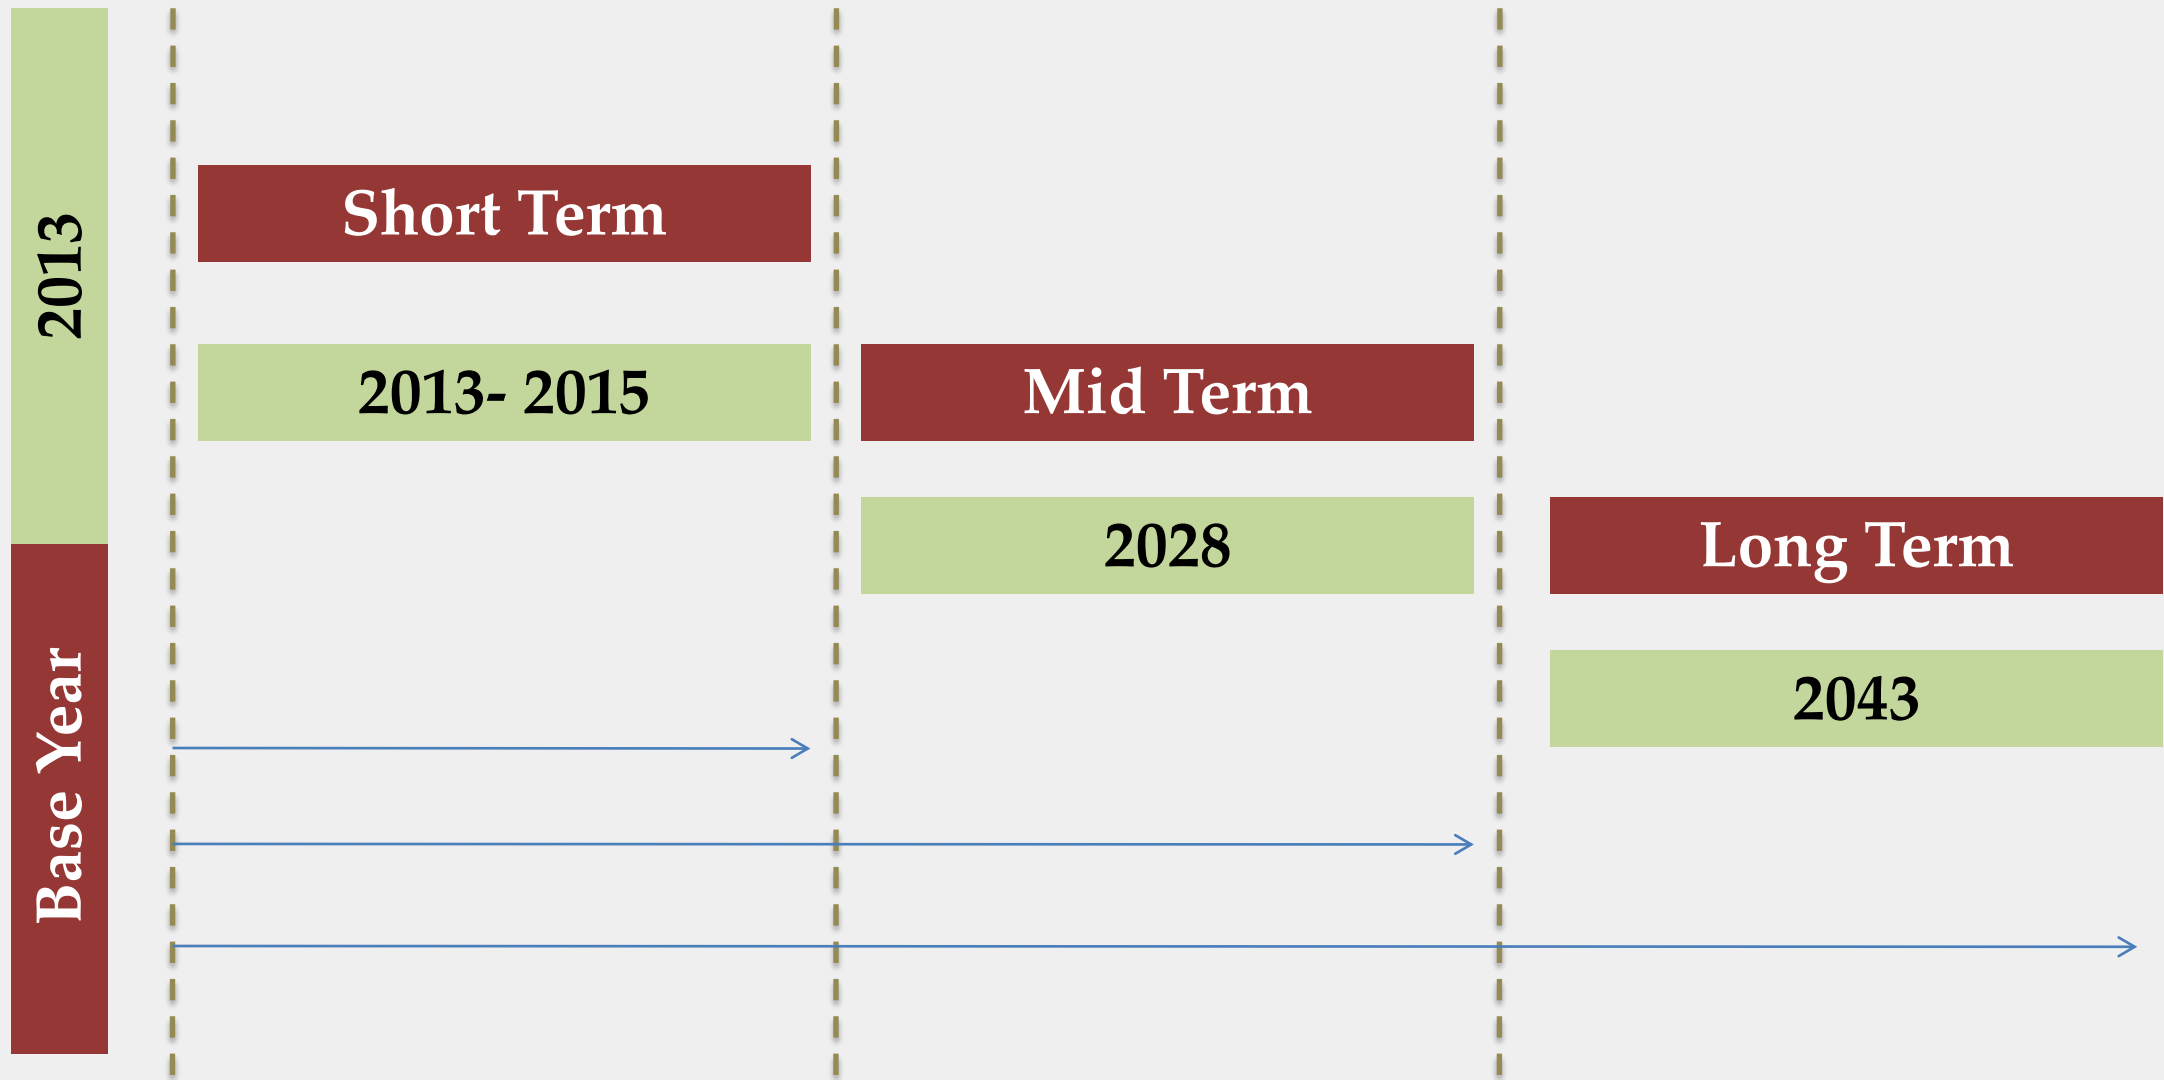 2013
Base Year
Short Term
2013- 2015
Mid Term
2028
Long Term
2043